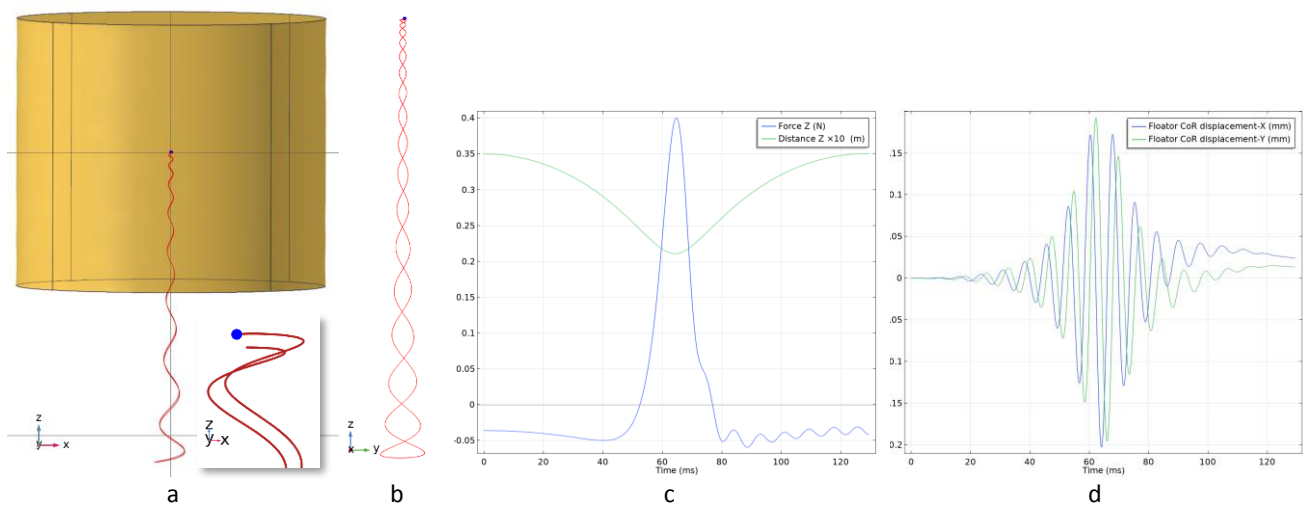 z
y x
z
y x
a
z
x y
b
Force Z (N)
Distance Z ×10 (m)
0.4
0.35
0.3
0.25
0.2
0.15
0.1
0.05
0
-0.05
0 20 40 60 80 100 120
Time (ms)
c
Floator CoR displacement-X (mm)
Floator CoR displacement-Y (mm)
.15
0.1
.05
0
.05
0.1
.15
0.2
0 20 40 60 80 100 120
Time (ms)
d